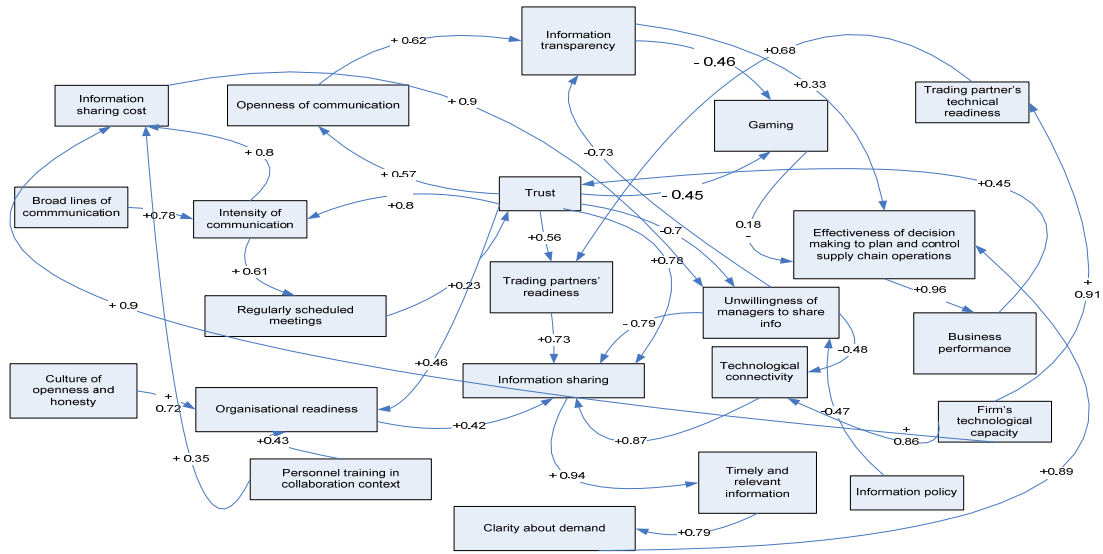 Information
transparency
+ 0.62
+0.68
- 0.46
+0.33
Information
sharing cost
Openness of communication
+ 0.9
Trading partner's
technical
readiness
Gaming
+ 0.8
-0.73
+ 0.57
Trust
- 0.45
+0.45
Broad lines of
commmunication
+0.78
Intensity of
communication
+0.8
0.18
-
Effectiveness of decision
making to plan and control
supply chain operations
+0.56
-0.7
+0.78
+ 0.61
+0.23
Trading partners'
readiness
+0.96
+
0.91
+ 0.9
Regularly scheduled
meetings
Unwillingness of
managers to share
info
Business
performance
- 0.79
+0.73
-0.48
+0.46
Culture of
openness and
honesty
+
0.72
Information sharing
Technological
connectivity
Organisational readiness
+0.42
+0.87
-0.47
Firm's
technological
capacity
+
0.86
+0.43
+ 0.35
Personnel training in
collaboration context
+ 0.94
Timely and
relevant
information
Information policy
+0.89
Clarity about demand
+0.79